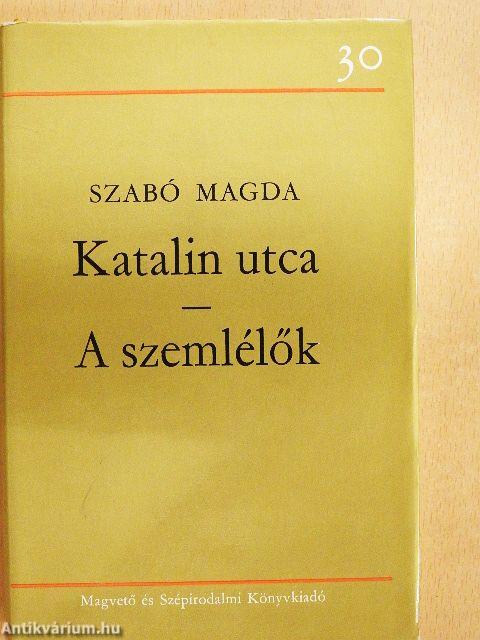 30
SZABÓ MAGDA
Katalin utca
—
A szemlélők
Magvető és Szépirodalmi Könyvkiadó
Antikvárium.hu